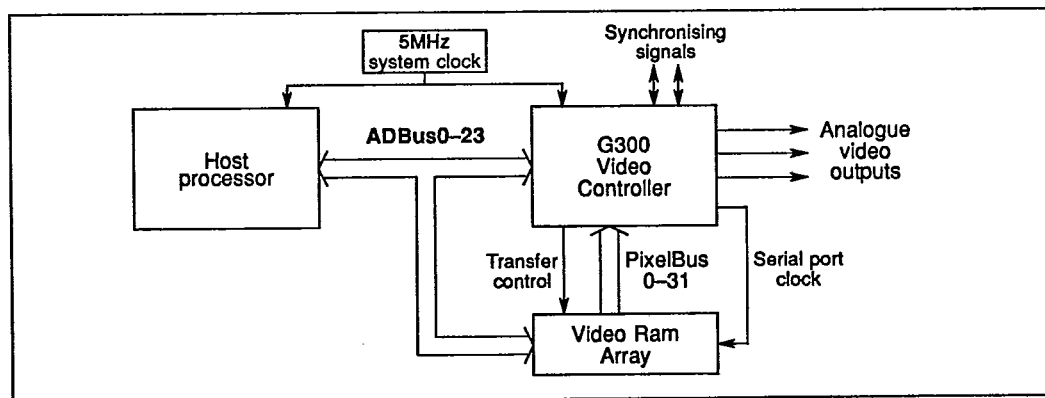 5MHz
system clock
Synchronising
signals
Host
processor
ADBus0–23
G300
Video
Controller
Analogue
video
outputs
Transfer
control
PixelBus
0–31
Serial port
clock
Video Ram
Array